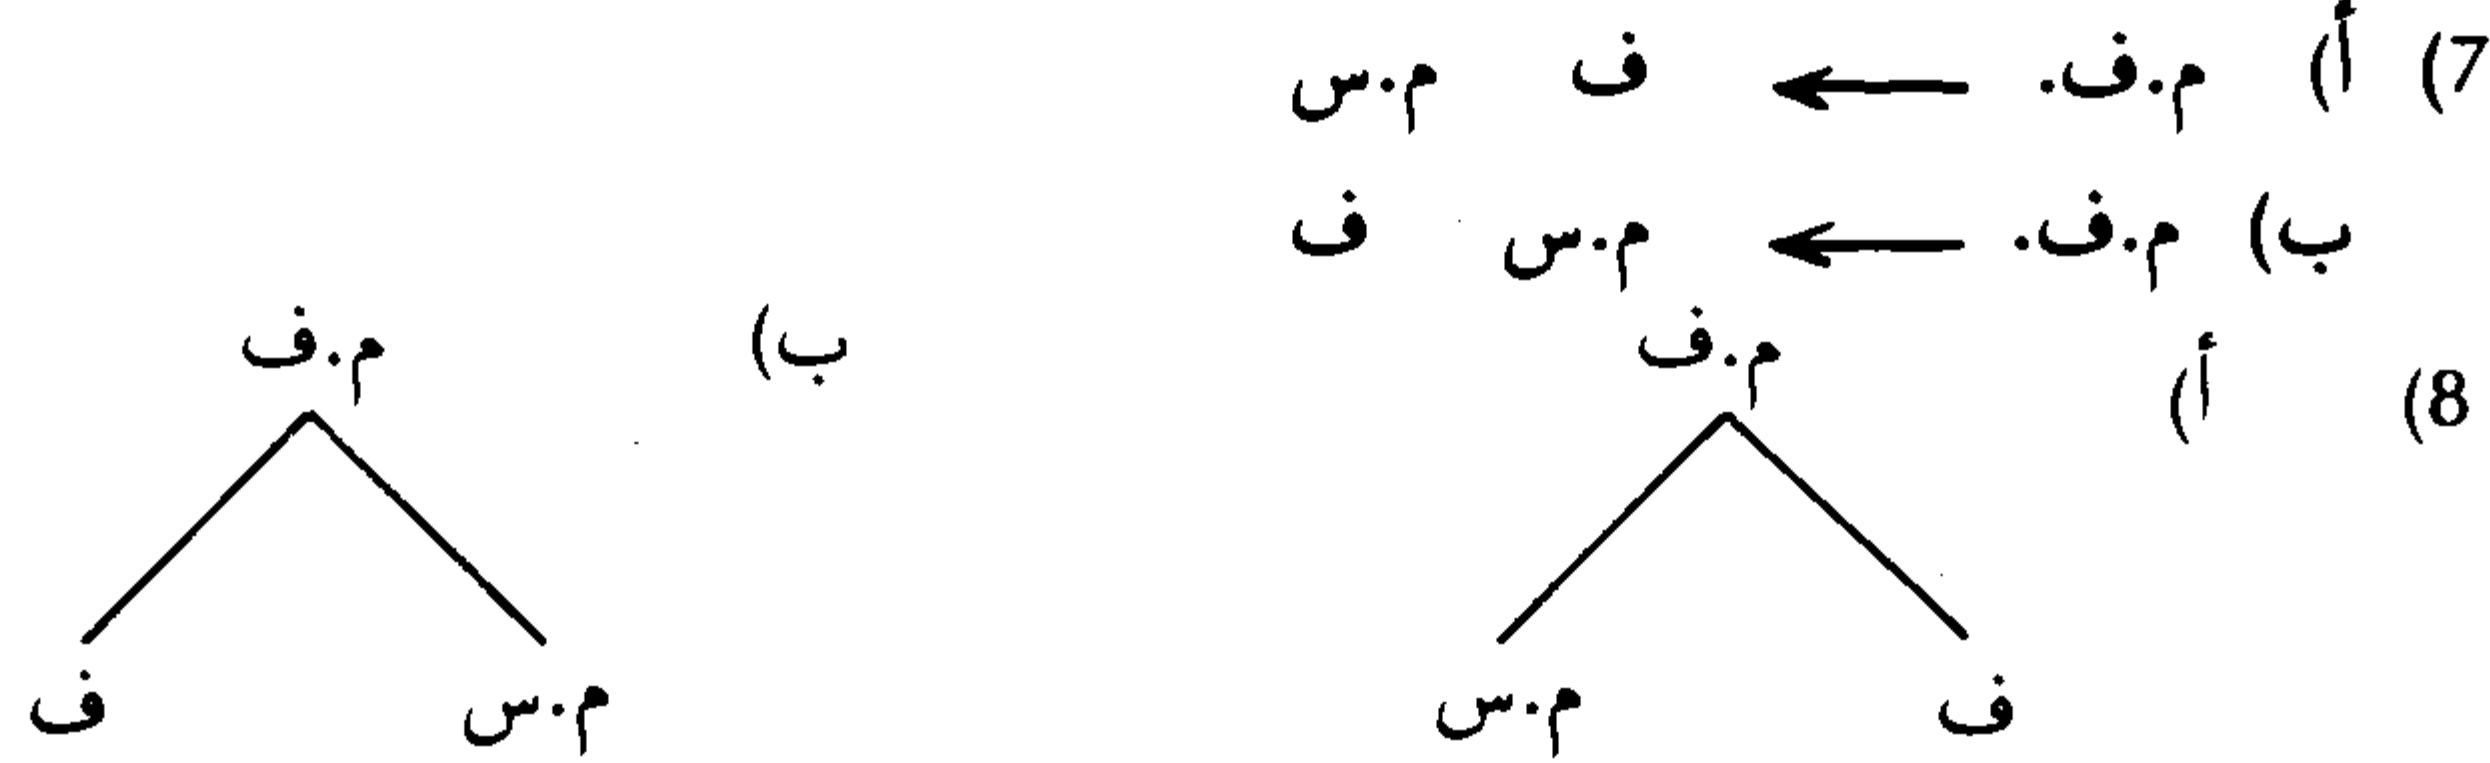 7) أ) م.ف. ← ف م.س
ب) م.ف. ← م.س ف
8) أ) م.ف ب) م.ف
ف م.س م.س ف